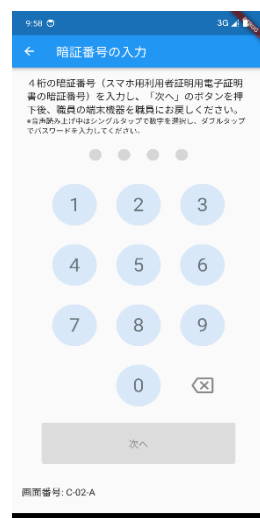 9:58
3G
暗証番号の入力
4桁の暗証番号（スマホ用利用者証明用電子証明
書の暗証番号）を入力し、「次へ」のボタンを押
下後、職員の端末機器を職員にお戻しください。
*音声読み上げ中はシングルタップで数字を選択し、ダブルタップ
でパスワードを入力してください。
1 2 3
4 5 6
7 8 9
0
次へ
画面番号: C-02-A